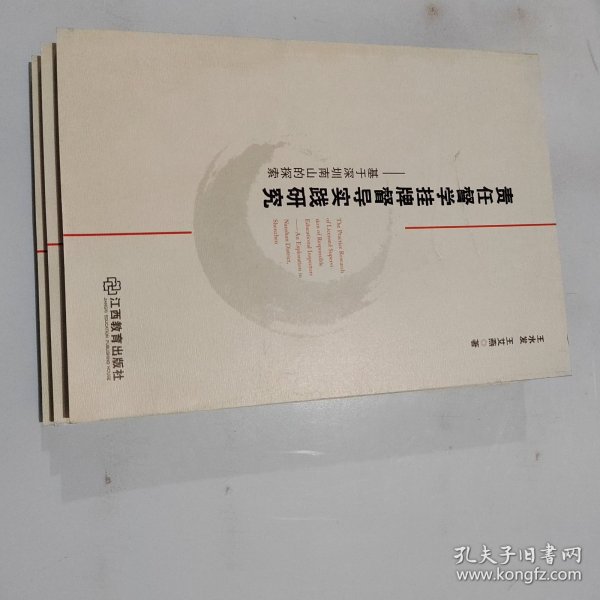 责任督学挂牌督导实践研究
——基于深圳南山的探索
The Practice Research
of Licensed Supervi
sion of Responsible
Educational Inspectors
——An Exploration in
Nanshan District,
Shenzhen
王水发 王艾燕◎著
江西教育出版社
JIANGXI EDUCATION PUBLISHING HOUSE
孔夫子旧书网
www.kongfz.com